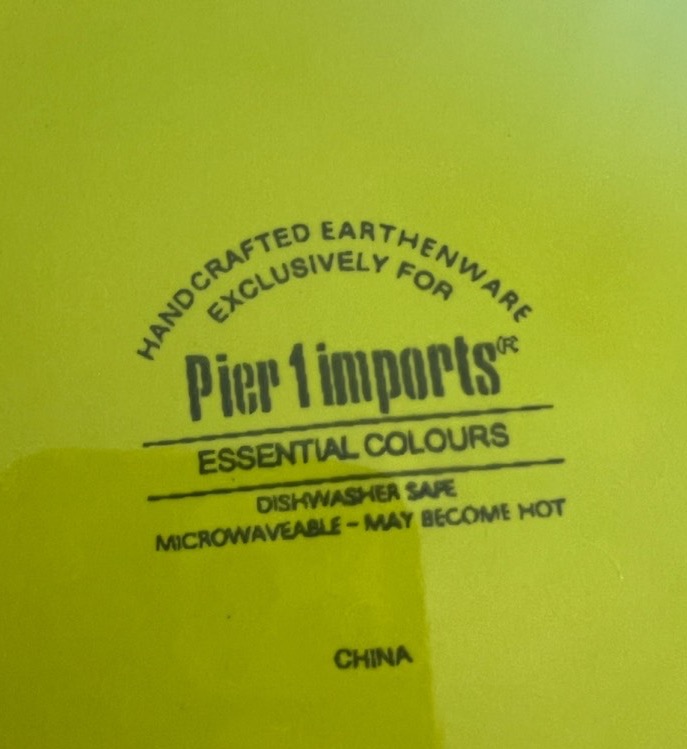 HANDCRAFTED EARTHENWARE
EXCLUSIVELY FOR
Pier 1 imports®
ESSENTIAL COLOURS
DISHWASHER SAFE
MICROWAVEABLE – MAY BECOME HOT
CHINA